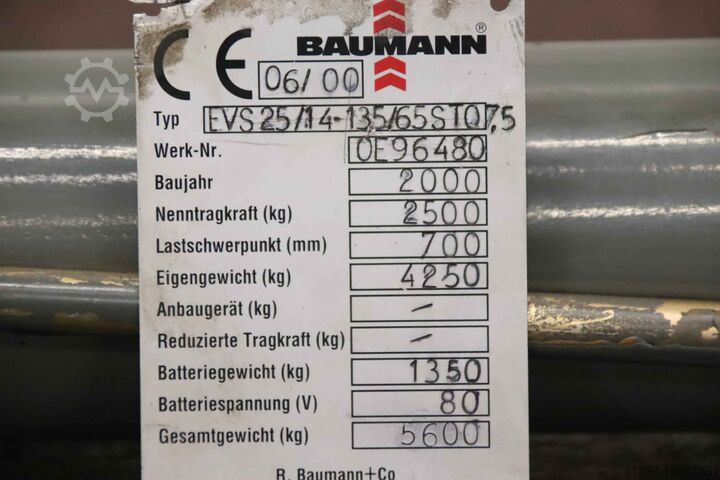 CE BAUMANN®
06/00
Typ EVS25/14-135/65STQ7,5
Werk-Nr. 0E96480
Baujahr 2000
Nenntragkraft (kg) 2500
Lastschwerpunkt (mm) 700
Eigengewicht (kg) 4250
Anbaugerät (kg) -
Reduzierte Tragkraft (kg) -
Batteriegewicht (kg) 1350
Batteriespannung (V) 80
Gesamtgewicht (kg) 5600
R. Baumann+Co